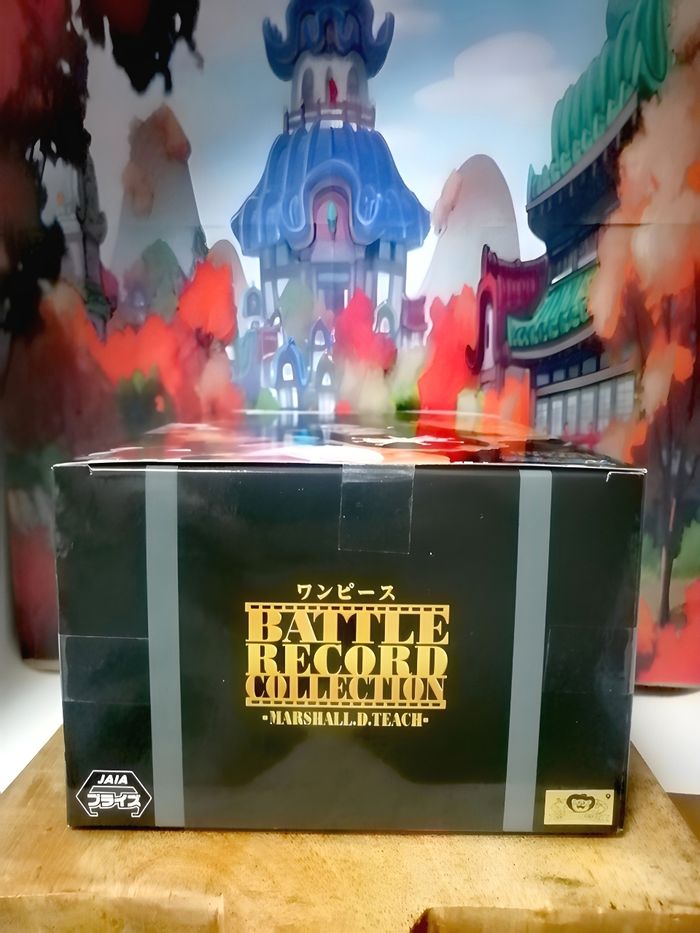 ワンピース
BATTLE
RECORD
COLLECTION
-MARSHALL.D.TEACH-
JAIA
プライズ